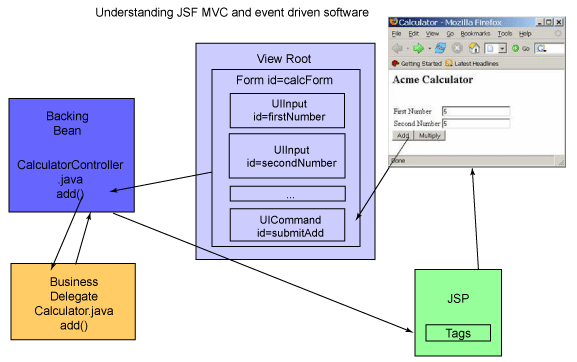 Understanding JSF MVC and event driven software
View Root
Form id=calcForm
UIInput
id=firstNumber
UIInput
id=secondNumber
...
UICommand
id=submitAdd
Backing
Bean
CalculatorController
.java
add()
Business
Delegate
Calculator.java
add()
Calculator - Mozilla Firefox
File Edit View Go Bookmarks Tools Help
Go
Getting Started Latest Headlines
Acme Calculator
First Number 5
Second Number 5
Add Multiply
Done
JSP
Tags